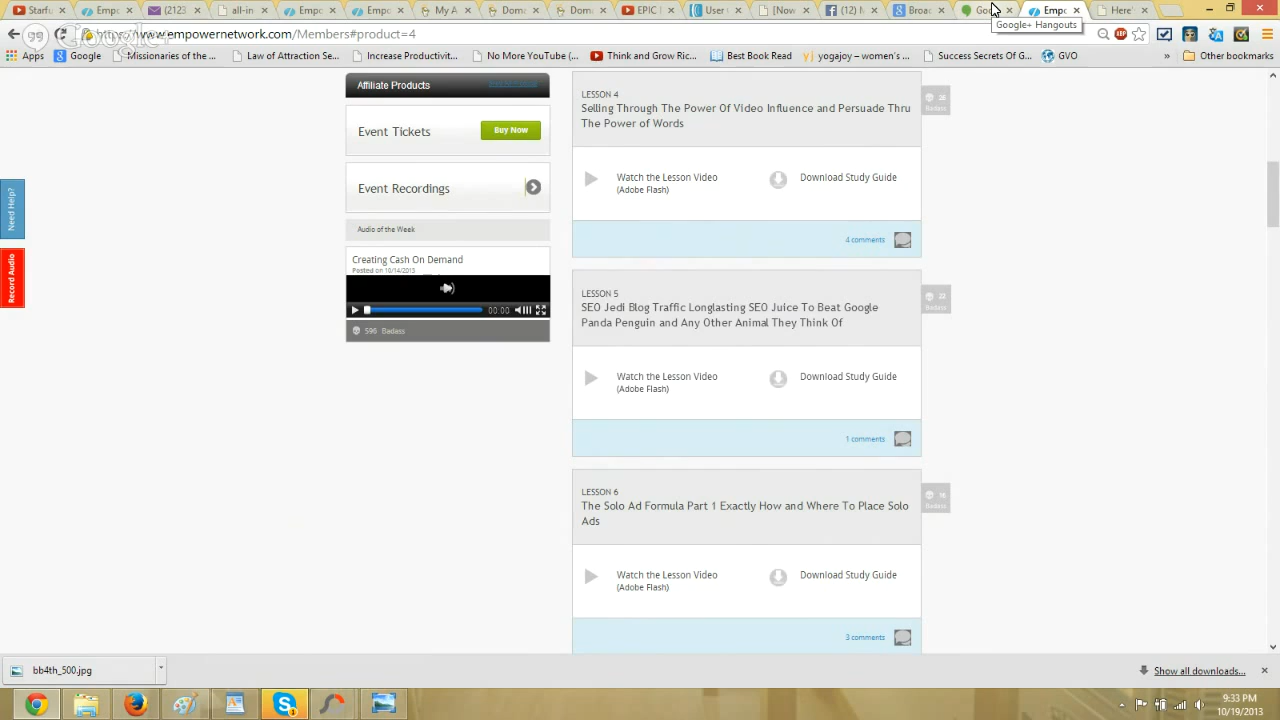 Starfu
Empo
(2123
all-in
Empo
Empo
My A
Doma
Doma
EPIC
User
[Now
(12) M
Broac
Goo
Empo
Here'
Google+ Hangouts
www.empowernetwork.com/
ers#product=4
Google+
Apps
Google
Missionaries of the ...
Law of Attraction Se...
Increase Productivit...
No More YouTube (...
Think and Grow Ric...
Best Book Read
yogajoy – women's ...
Success Secrets Of G...
GVO
»
Other bookmarks
Need Help?
Record Audio
Affiliate Products
Event Tickets
Buy Now
Event Recordings
Audio of the Week
Creating Cash On Demand
Posted on 10/14/2013
00:00
596 Badass
LESSON 4
Selling Through The Power Of Video Influence and Persuade Thru
The Power of Words
Badass
Watch the Lesson Video
(Adobe Flash)
Download Study Guide
4 comments
LESSON 5
SEO Jedi Blog Traffic Longlasting SEO Juice To Beat Google
Panda Penguin and Any Other Animal They Think Of
Badass
Watch the Lesson Video
(Adobe Flash)
Download Study Guide
1 comments
LESSON 6
The Solo Ad Formula Part 1 Exactly How and Where To Place Solo
Ads
Badass
Watch the Lesson Video
(Adobe Flash)
Download Study Guide
3 comments
bb4th_500.jpg
Show all downloads...
9:33 PM
10/19/2013